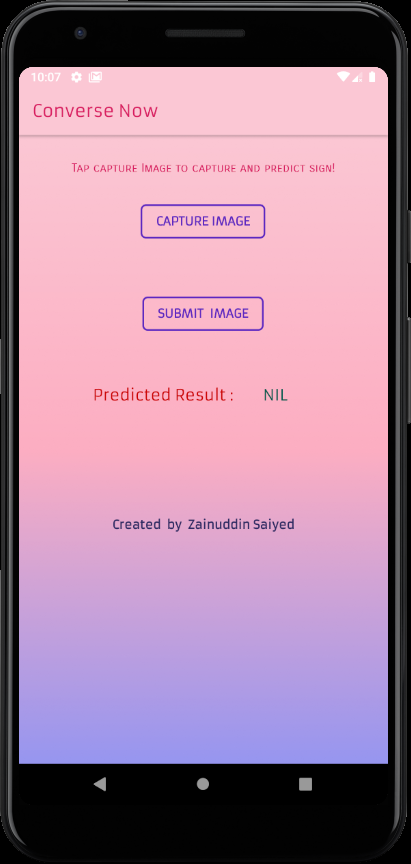 10:07
Converse Now
Tap capture Image to capture and predict sign!
CAPTURE IMAGE
SUBMIT IMAGE
Predicted Result : NIL
Created by Zainuddin Saiyed